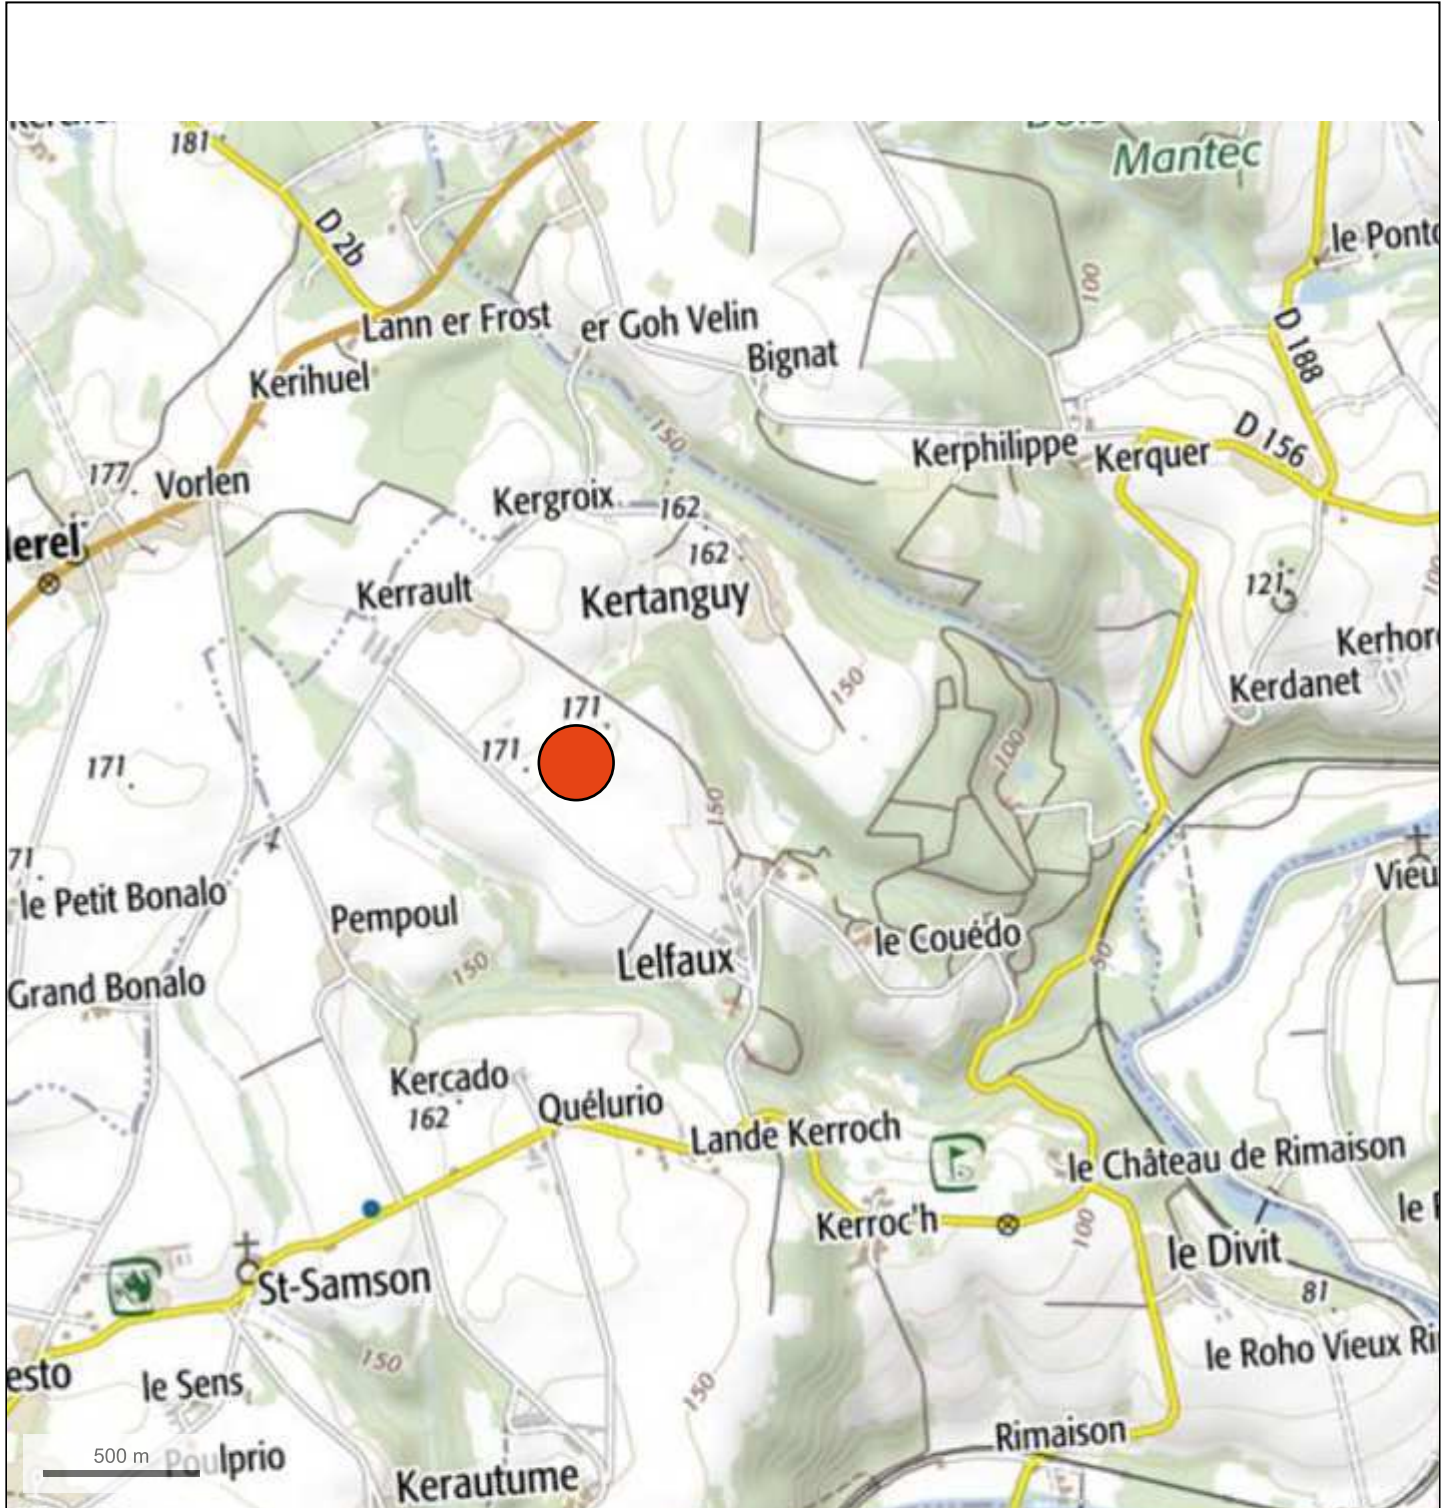 181
Mantec
D 2b
le Ponto
100
Lann er Frost
er Goh Velin
D 188
Bignat
Kerihuel
150
D 156
Kerphilippe
Kerquer
177
Vorlen
Kergroix
162
lerel
162
121
100
Kerrault
Kertanguy
Kerhor
150
Kerdanet
171
100
171
171
150
71
le Petit Bonalo
Vieu
Pempoul
le Couédo
50
Lelfaux
150
Grand Bonalo
Kercado
162
Quélurio
Lande Kerroch
le Château de Rimaison
Kerroc'h
100
le Divit
St-Samson
81
le Roho Vieux Ri
150
esto
le Sens
150
Rimaison
500 m
Poulprio
Kerautume